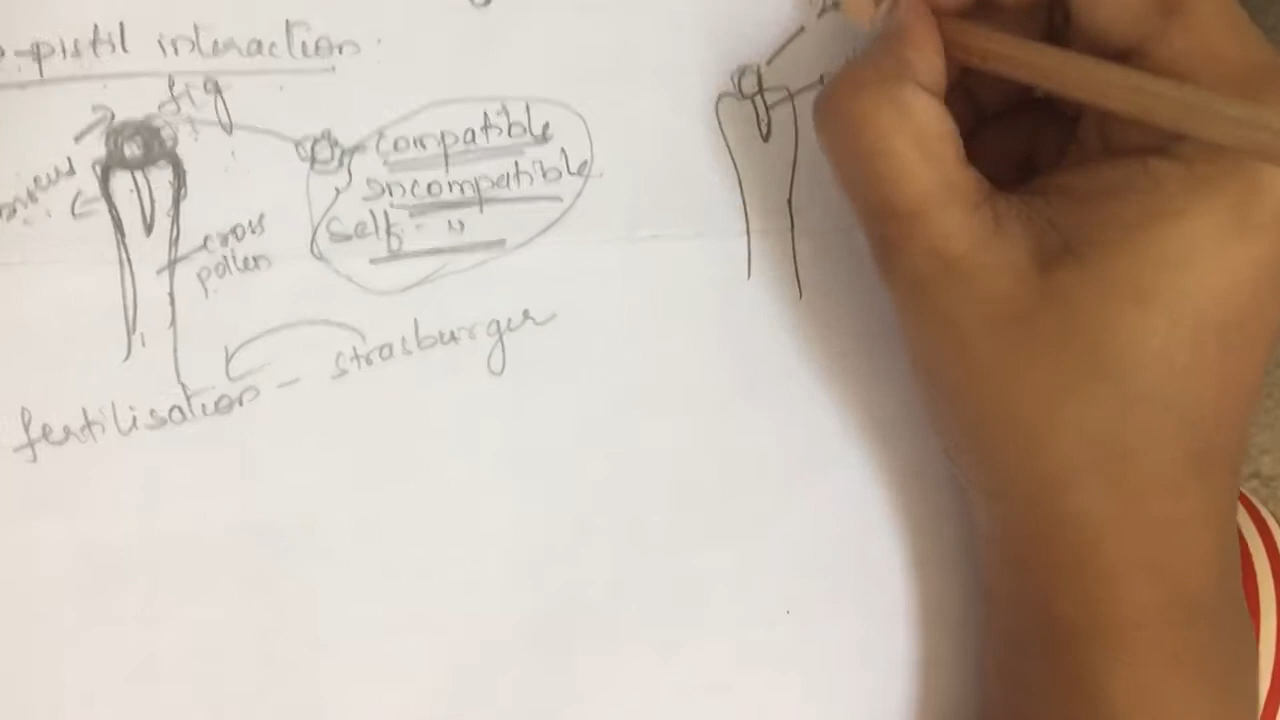 -pistil interaction
fig
compatible
incompatible
self- "
cross
pollen
fertilisation - strasburger